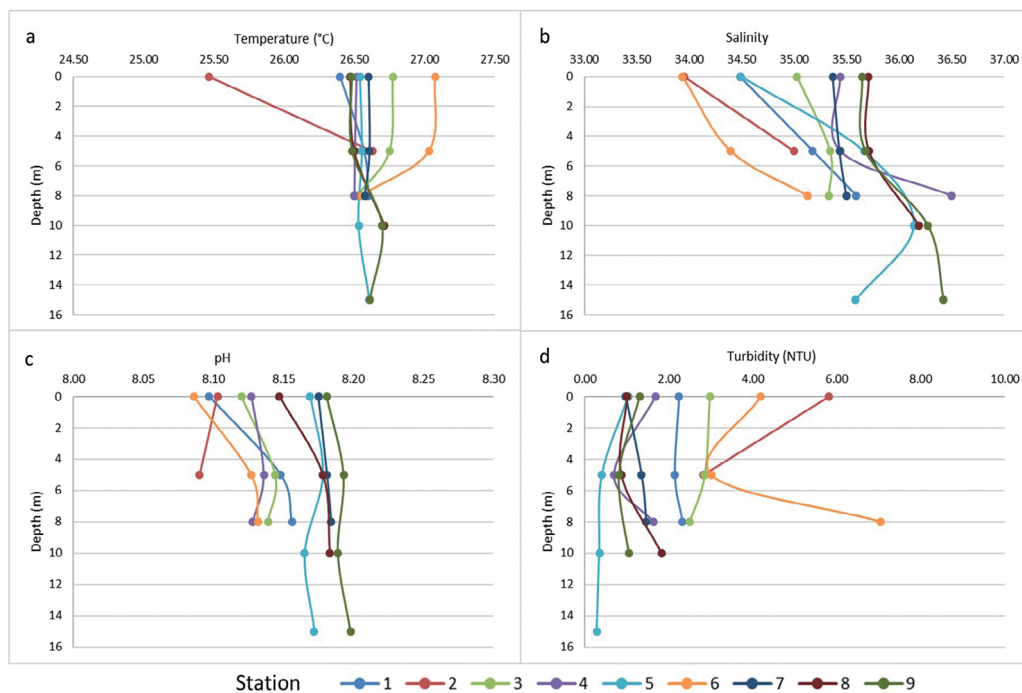 a
Temperature (°C)
24.50 25.50 26.00 26.50 27.00 27.50
0
2
4
6
8
10
12
14
16
Depth (m)
b
Salinity
33.00 33.50 34.00 34.50 35.00 35.50 36.00 36.50 37.00
0
2
4
6
8
10
12
14
16
Depth (m)
c
pH
8.00 8.05 8.10 8.15 8.20 8.25 8.30
0
2
4
6
8
10
12
14
16
Depth (m)
d
Turbidity (NTU)
0.00 2.00 4.00 6.00 8.00 10.00
0
2
4
6
8
10
12
14
16
Depth (m)
Station 1 2 3 4 5 6 7 8 9